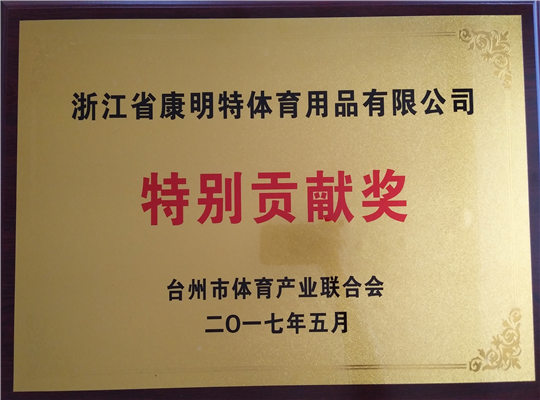 浙江省康明特体育用品有限公司
特别贡献奖
台州市体育产业联合会
二〇一七年五月